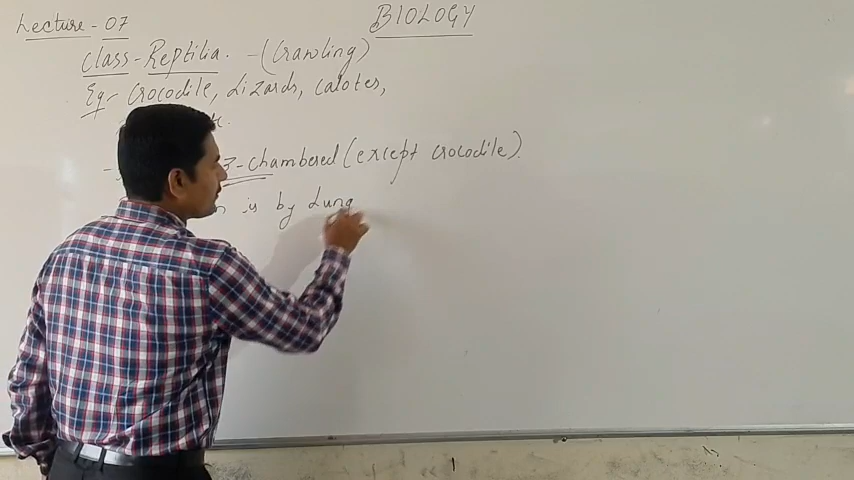 Lecture - 07
BIOLOGY
Class - Reptilia. - (Crawling)
Eg - Crocodile, Lizards, Calotes,
3-Chambered (except crocodile).
is by Lung